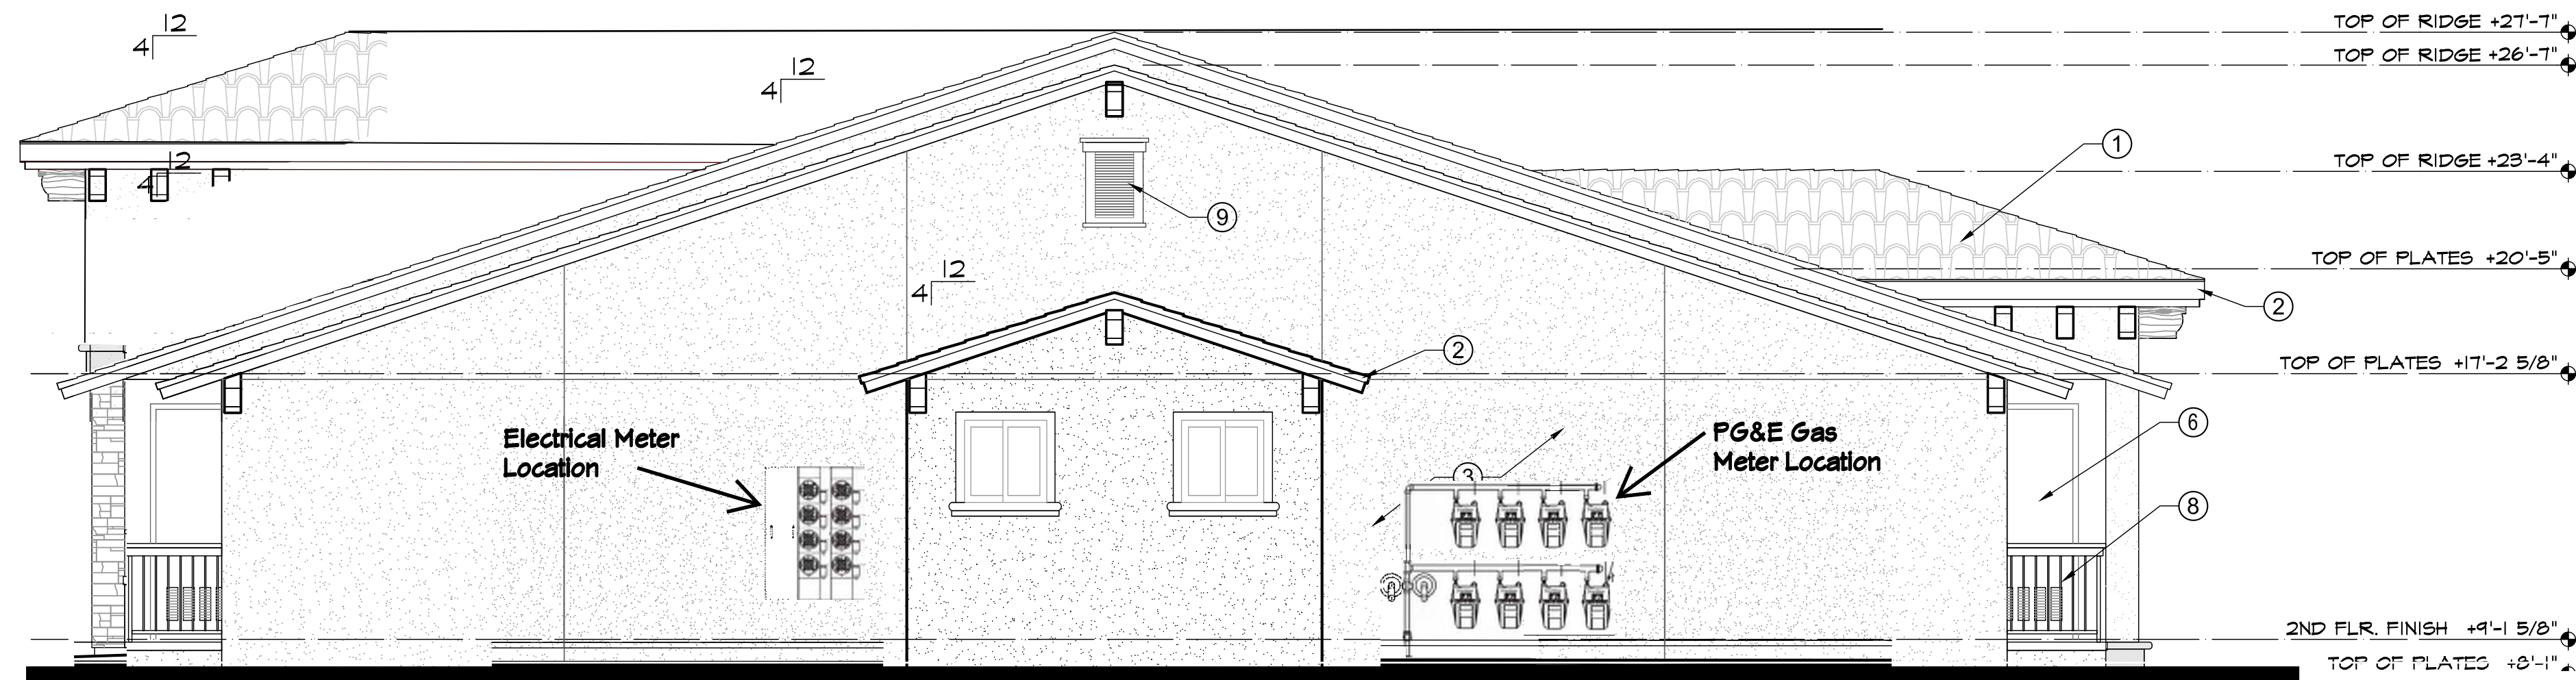 12
4
12
4
12
4
12
4
TOP OF RIDGE +27'-7"
TOP OF RIDGE +26'-7"
TOP OF RIDGE +23'-4"
TOP OF PLATES +20'-5"
TOP OF PLATES +17'-2 5/8"
2ND FLR. FINISH +9'-1 5/8"
TOP OF PLATES +8'-1"
1
9
2
2
Electrical Meter
Location
3
PG&E Gas
Meter Location
6
8